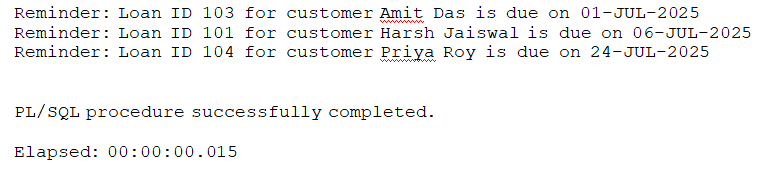 Reminder: Loan ID 103 for customer Amit Das is due on 01-JUL-2025
Reminder: Loan ID 101 for customer Harsh Jaiswal is due on 06-JUL-2025
Reminder: Loan ID 104 for customer Priya Roy is due on 24-JUL-2025
PL/SQL procedure successfully completed.
Elapsed: 00:00:00.015